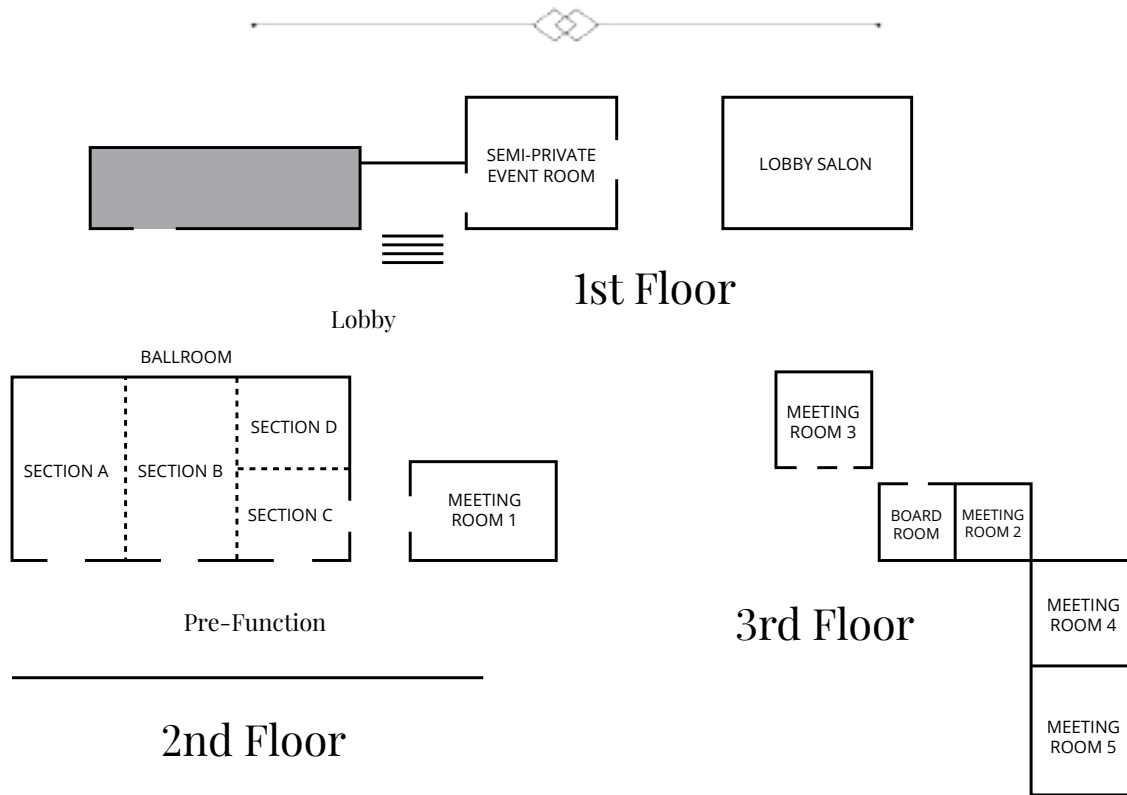 SEMI-PRIVATE
EVENT ROOM
LOBBY SALON
1st Floor
Lobby
BALLROOM
SECTION A
SECTION B
SECTION D
SECTION C
MEETING
ROOM 1
Pre-Function
2nd Floor
MEETING
ROOM 3
BOARD
ROOM
MEETING
ROOM 2
3rd Floor
MEETING
ROOM 4
MEETING
ROOM 5